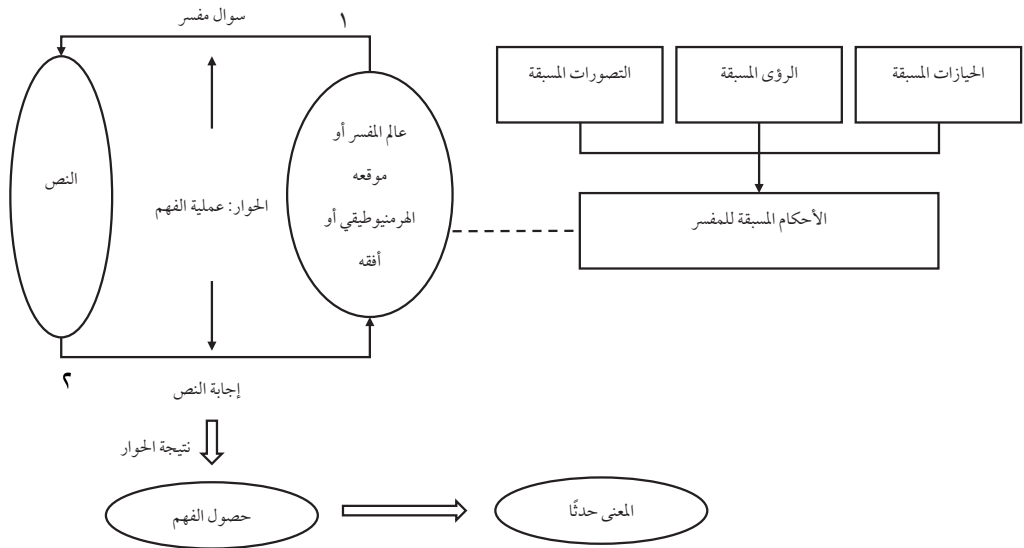 ١
سوال مفسر
الحيازات المسبقة
الرؤى المسبقة
التصورات المسبقة
عالم المفسر أو
موقعه
الهرمنيوطيقي أو
أفقه
الحوار: عملية الفهم
النص
الأحكام المسبقة للمفسر
٢
إجابة النص
نتيجة الحوار
حصول الفهم
المعنى حدثًا